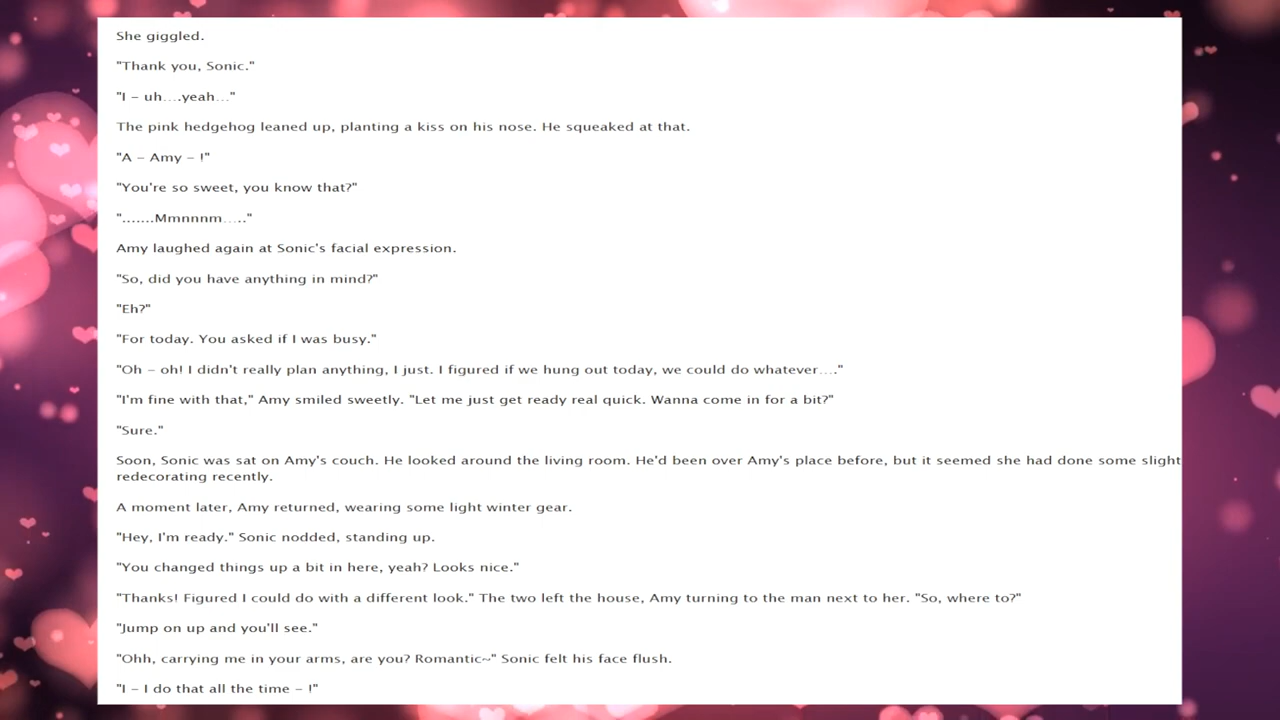 She giggled.
"Thank you, Sonic."
"I – uh....yeah..."
The pink hedgehog leaned up, planting a kiss on his nose. He squeaked at that.
"A – Amy – !"
"You're so sweet, you know that?"
".......Mmnnnm....."
Amy laughed again at Sonic's facial expression.
"So, did you have anything in mind?"
"Eh?"
"For today. You asked if I was busy."
"Oh – oh! I didn't really plan anything, I just. I figured if we hung out today, we could do whatever...."
"I'm fine with that," Amy smiled sweetly. "Let me just get ready real quick. Wanna come in for a bit?"
"Sure."
Soon, Sonic was sat on Amy's couch. He looked around the living room. He'd been over Amy's place before, but it seemed she had done some slight
redecorating recently.
A moment later, Amy returned, wearing some light winter gear.
"Hey, I'm ready." Sonic nodded, standing up.
"You changed things up a bit in here, yeah? Looks nice."
"Thanks! Figured I could do with a different look." The two left the house, Amy turning to the man next to her. "So, where to?"
"Jump on up and you'll see."
"Ohh, carrying me in your arms, are you? Romantic~" Sonic felt his face flush.
"I – I do that all the time – !"